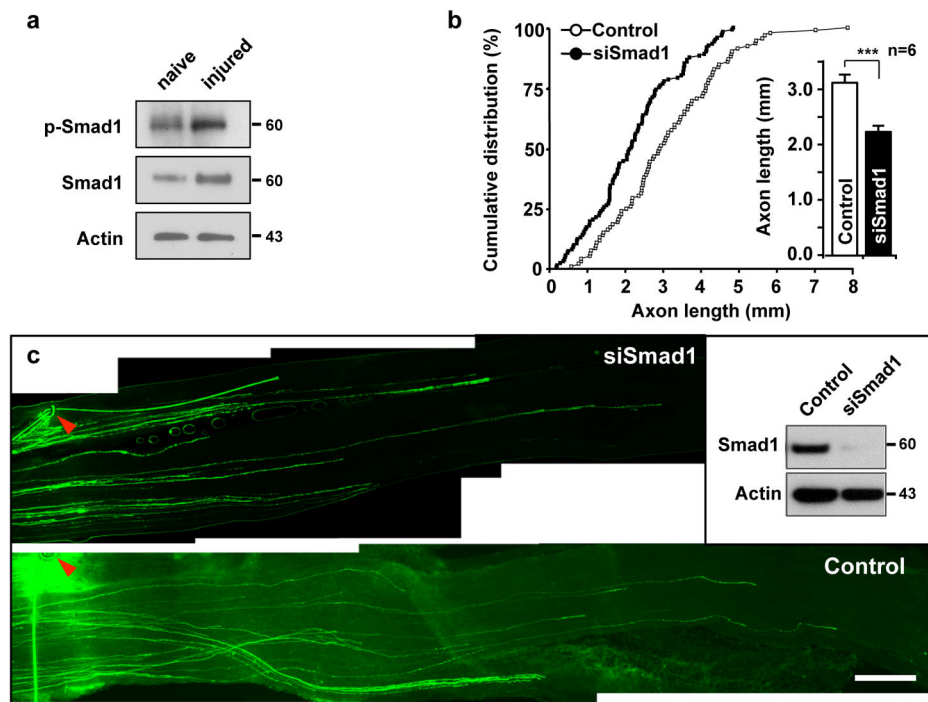 a
naive injured
p-Smad1 60
Smad1 60
Actin 43
b
Control
siSmad1
Cumulative distribution (%)
100
75
50
25
0
0 1 2 3 4 5 6 7 8
Axon length (mm)
*** n=6
Axon length (mm)
3.0
2.0
1.0
0.0
Control
siSmad1
c
siSmad1
Control siSmad1
Smad1 60
Actin 43
Control